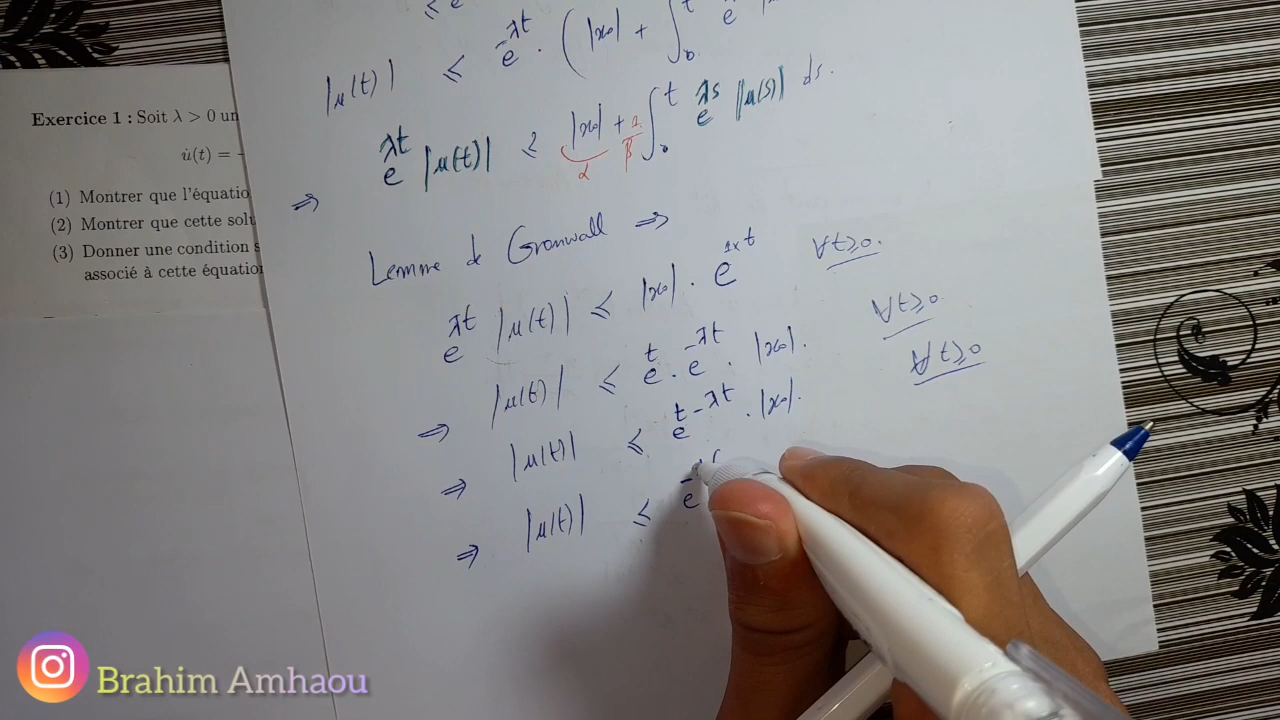 ≤ e
|u(t)| ≤ e^{-λt} · (|x₀| + ∫₀ᵗ e
e^{λt} |u(t)| ≤ |x₀| + 1 ∫₀ᵗ e^{λs} |u(s)| ds.
α β
⇒
Lemme de Gronwall ⇒
e^{λt} |u(t)| ≤ |x₀| · e^{1×t} ∀t≥0.
⇒ |u(t)| ≤ e^{t} · e^{-λt} · |x₀|. ∀t≥0.
⇒ |u(t)| ≤ e^{t-λt} · |x₀|. ∀t≥0
⇒ |u(t)| ≤ e^{-
Exercice 1 : Soit λ > 0 un
u̇(t) = −
(1) Montrer que l'équatio
(2) Montrer que cette solu
(3) Donner une condition s
associé à cette équation
Brahim Amhaou